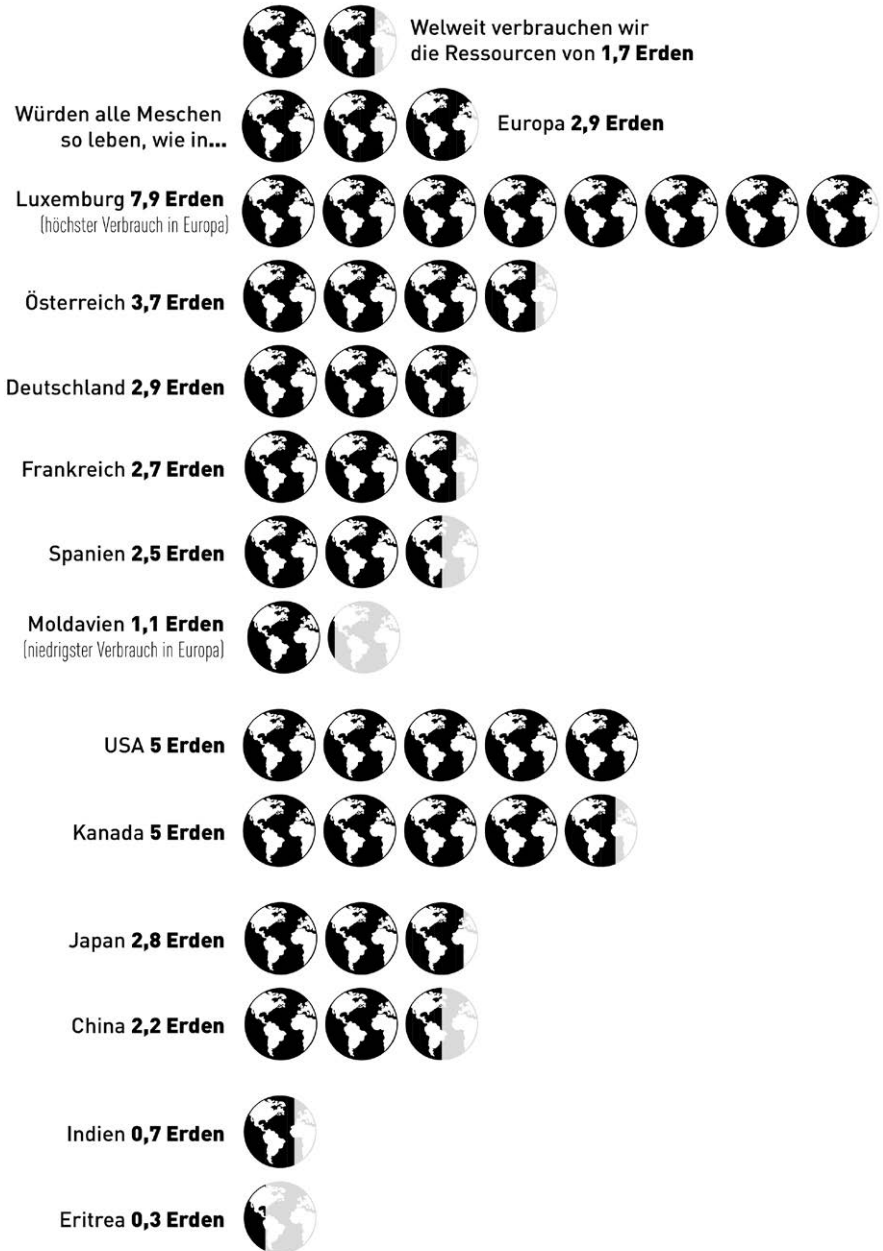 Welweit verbrauchen wir
die Ressourcen von 1,7 Erden
Würden alle Meschen
so leben, wie in...
Europa 2,9 Erden
Luxemburg 7,9 Erden
(höchster Verbrauch in Europa)
Österreich 3,7 Erden
Deutschland 2,9 Erden
Frankreich 2,7 Erden
Spanien 2,5 Erden
Moldavien 1,1 Erden
(niedrigster Verbrauch in Europa)
USA 5 Erden
Kanada 5 Erden
Japan 2,8 Erden
China 2,2 Erden
Indien 0,7 Erden
Eritrea 0,3 Erden